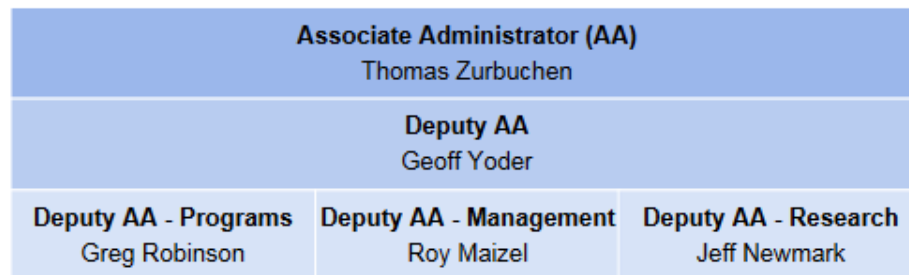 Associate Administrator (AA)
Thomas Zurbuchen
Deputy AA
Geoff Yoder
Deputy AA - Programs
Greg Robinson
Deputy AA - Management
Roy Maizel
Deputy AA - Research
Jeff Newmark